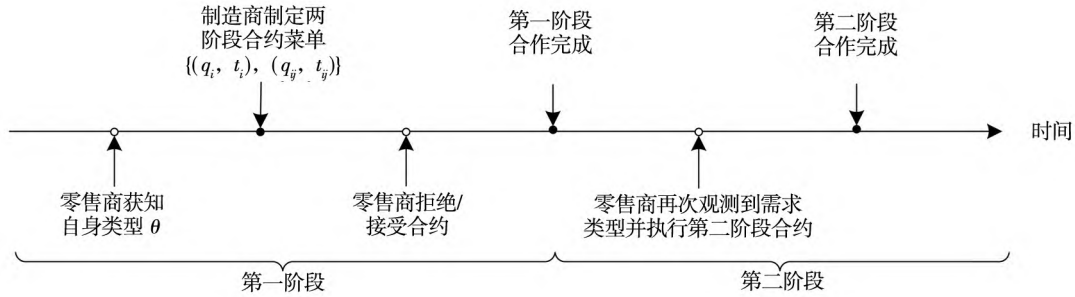 制造商制定两
阶段合约菜单
{(qᵢ, tᵢ), (qᵢⱼ, tᵢⱼ)}
第一阶段
合作完成
第二阶段
合作完成
时间
零售商获知
自身类型 θ
零售商拒绝/
接受合约
零售商再次观测到需求
类型并执行第二阶段合约
第一阶段
第二阶段